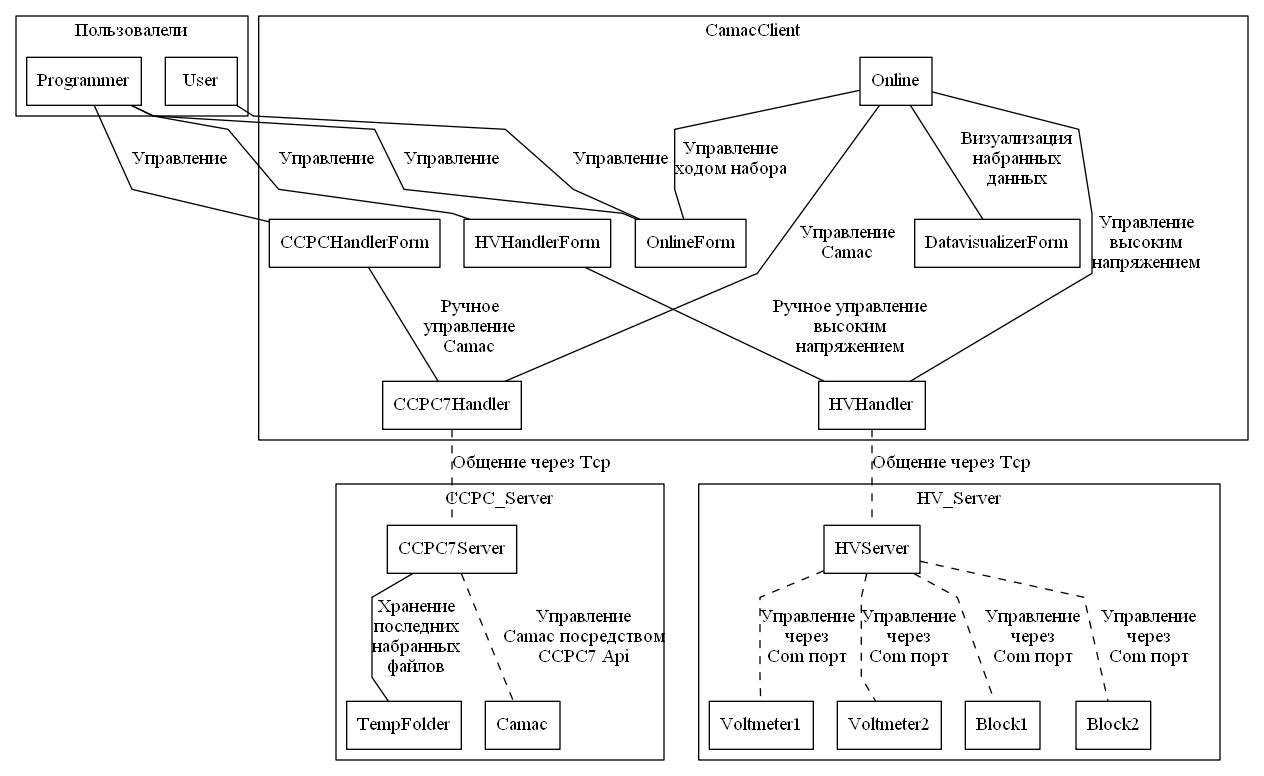 Пользовалели
CamacClient
Programmer
User
Online
Управление
Управление
Управление
Управление
Управление
ходом набора
Визуализация
набранных
данных
CCPCHandlerForm
HVHandlerForm
OnlineForm
Управление
Camac
DatavisualizerForm
Управление
высоким
напряжением
Ручное
управление
Camac
Ручное управление
высоким
напряжением
CCPC7Handler
HVHandler
Общение через Tcp
Общение через Tcp
CCPC_Server
HV_Server
CCPC7Server
HVServer
Хранение
последних
набранных
файлов
Управление
Camac посредством
CCPC7 Api
Управление
через
Com порт
Управление
через
Com порт
Управление
через
Com порт
Управление
через
Com порт
TempFolder
Camac
Voltmeter1
Voltmeter2
Block1
Block2